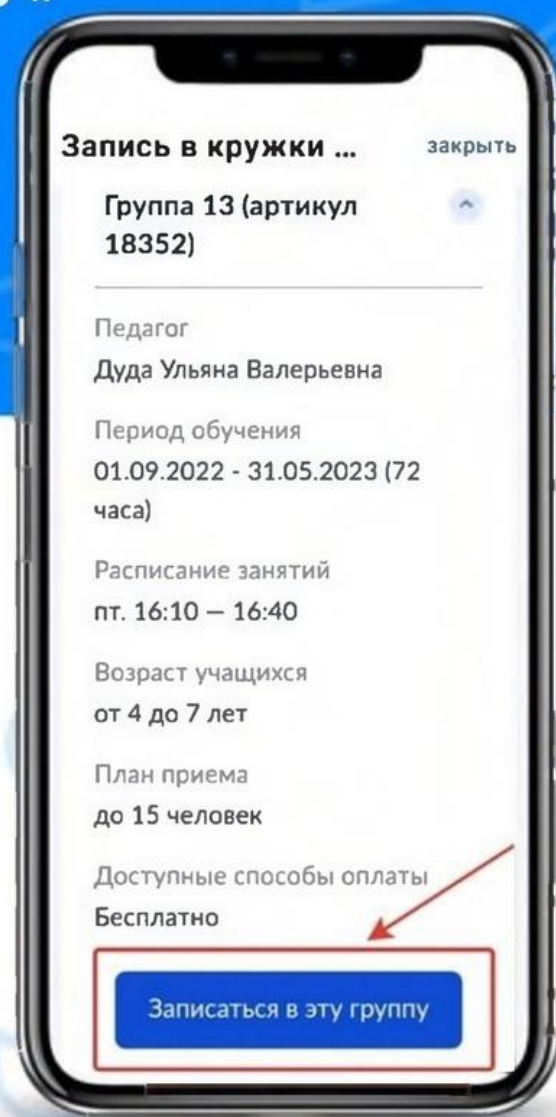 Запись в кружки ...
закрыть
Группа 13 (артикул
18352)
Педагог
Дуда Ульяна Валерьевна
Период обучения
01.09.2022 - 31.05.2023 (72
часа)
Расписание занятий
пт. 16:10 — 16:40
Возраст учащихся
от 4 до 7 лет
План приема
до 15 человек
Доступные способы оплаты
Бесплатно
Записаться в эту группу